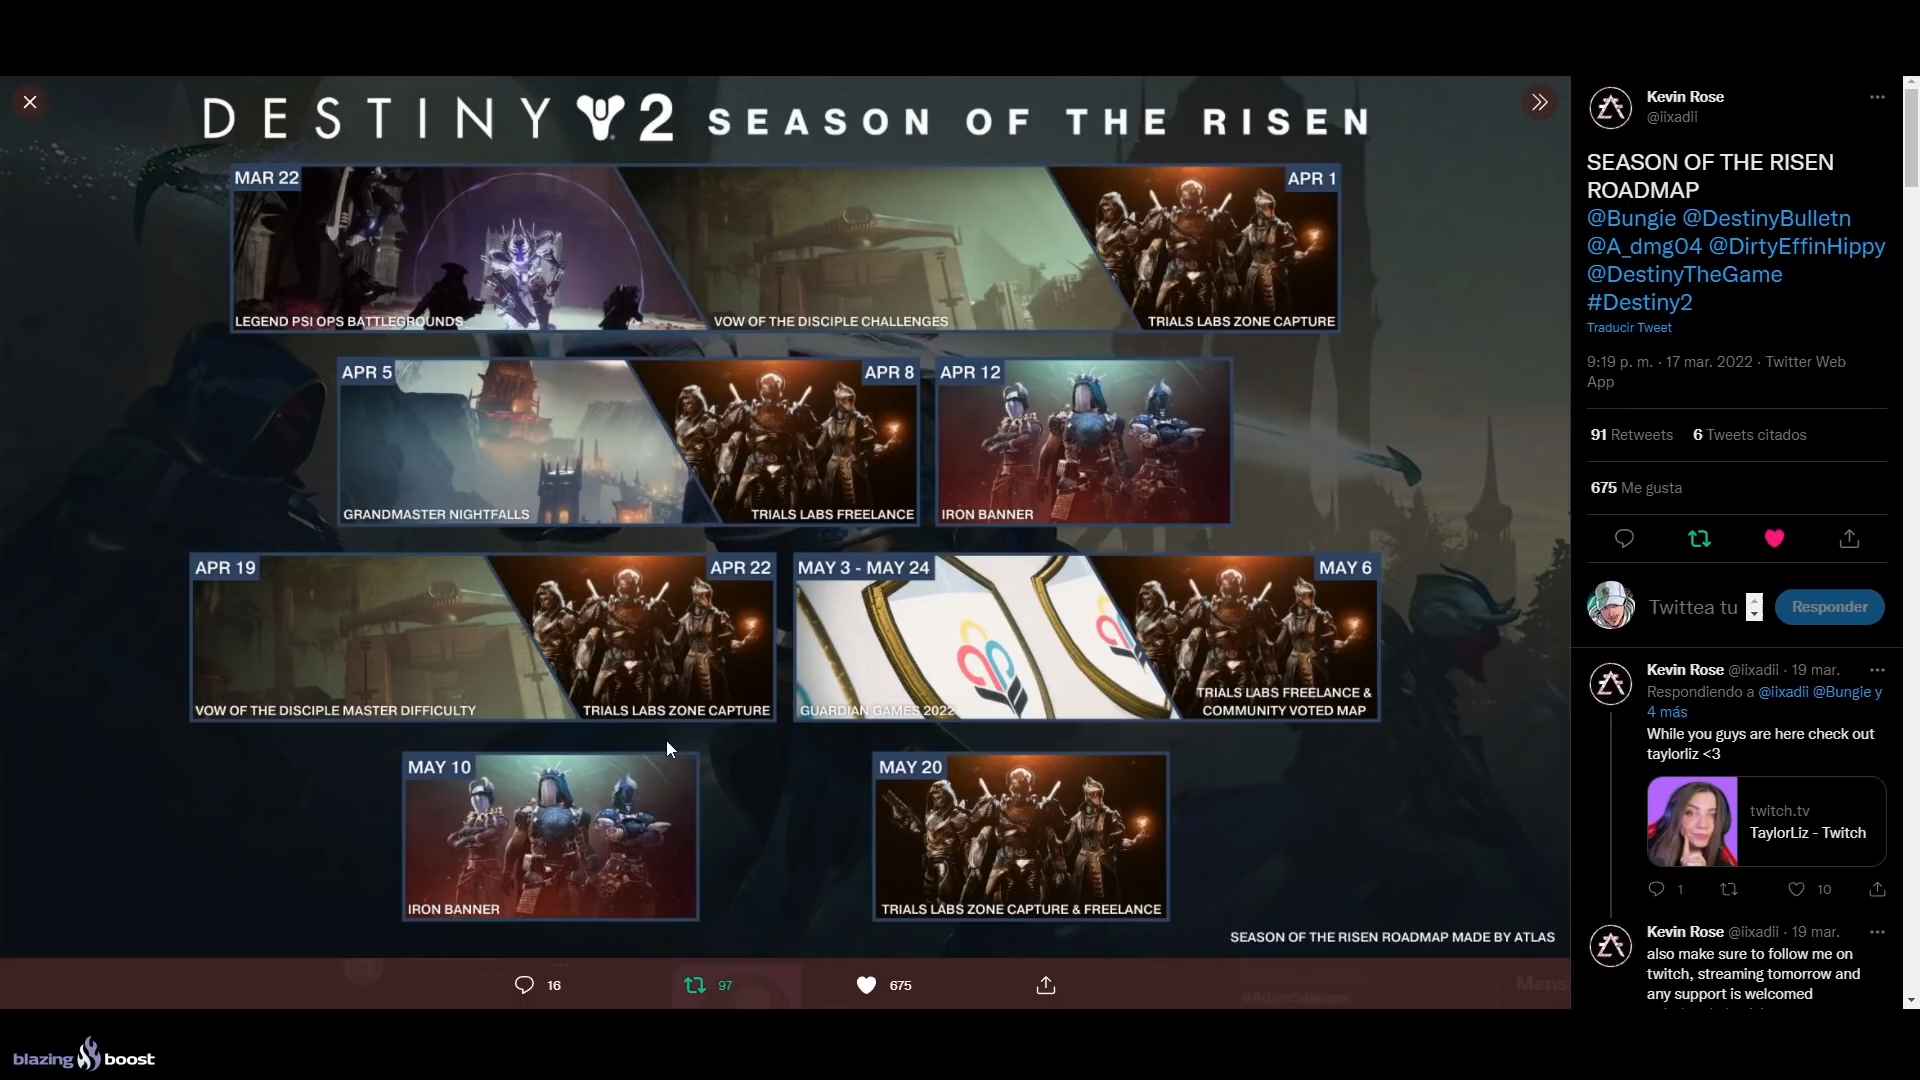 DESTINY 2 SEASON OF THE RISEN
MAR 22
APR 1
LEGEND PSI OPS BATTLEGROUNDS
VOW OF THE DISCIPLE CHALLENGES
TRIALS LABS ZONE CAPTURE
APR 5
APR 8
APR 12
GRANDMASTER NIGHTFALLS
TRIALS LABS FREELANCE
IRON BANNER
APR 19
APR 22
MAY 3 - MAY 24
MAY 6
VOW OF THE DISCIPLE MASTER DIFFICULTY
TRIALS LABS ZONE CAPTURE
GUARDIAN GAMES 2022
TRIALS LABS FREELANCE &
COMMUNITY VOTED MAP
MAY 10
MAY 20
IRON BANNER
TRIALS LABS ZONE CAPTURE & FREELANCE
SEASON OF THE RISEN ROADMAP MADE BY ATLAS
16
97
675
Kevin Rose
@iixadii
SEASON OF THE RISEN
ROADMAP
@Bungie @DestinyBulletn
@A_dmg04 @DirtyEffinHippy
@DestinyTheGame
#Destiny2
Traducir Tweet
9:19 p. m. · 17 mar. 2022 · Twitter Web
App
91 Retweets 6 Tweets citados
675 Me gusta
Twittea tu
Responder
Kevin Rose @iixadii · 19 mar.
Respondiendo a @iixadii @Bungie y
4 más
While you guys are here check out
taylorliz <3
twitch.tv
TaylorLiz - Twitch
1
10
Kevin Rose @iixadii · 19 mar.
also make sure to follow me on
twitch, streaming tomorrow and
any support is welcomed
blazing boost